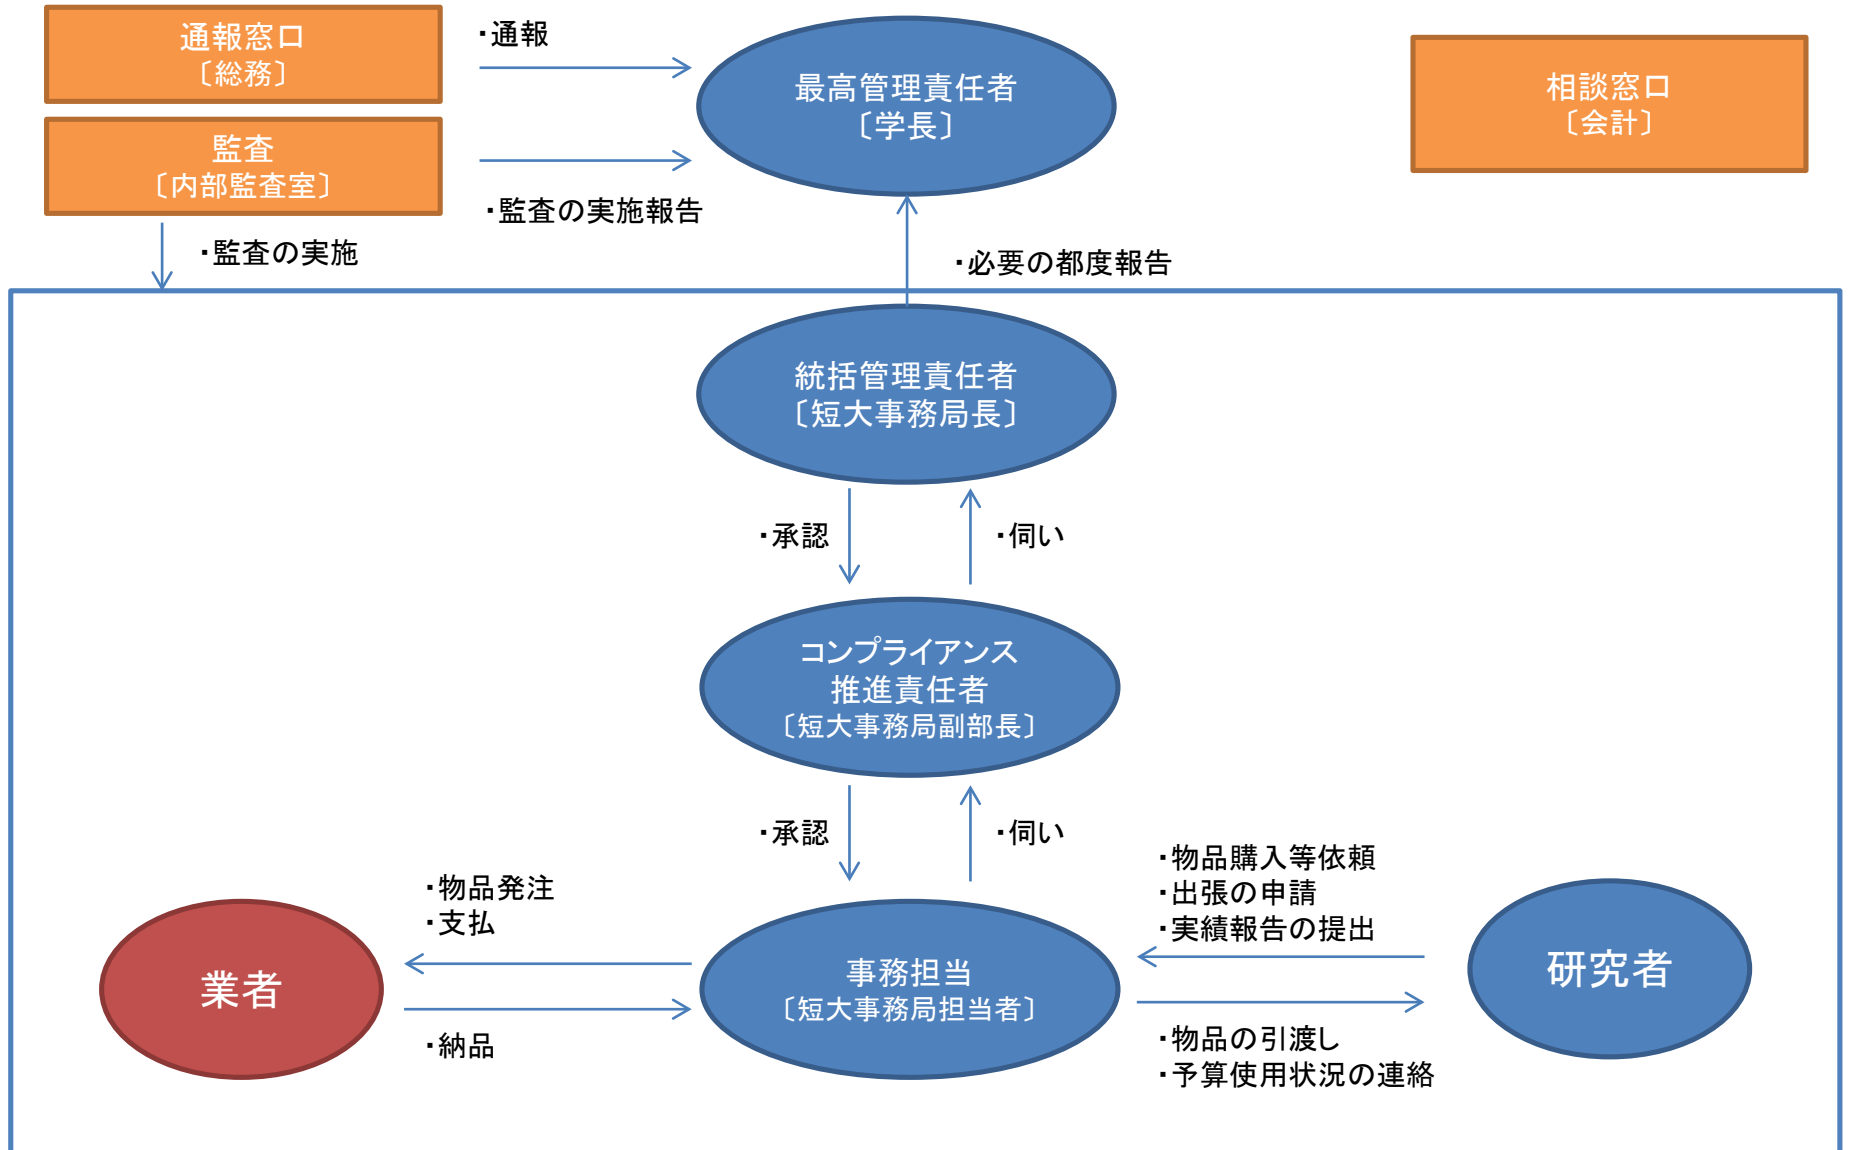 通報窓口
〔総務〕
・通報
最高管理責任者
〔学長〕
相談窓口
〔会計〕
監査
〔内部監査室〕
・監査の実施報告
・監査の実施
・必要の都度報告
統括管理責任者
〔短大事務局長〕
・承認
・伺い
コンプライアンス
推進責任者
〔短大事務局副部長〕
・承認
・伺い
・物品発注
・支払
・物品購入等依頼
・出張の申請
・実績報告の提出
業者
事務担当
〔短大事務局担当者〕
研究者
・納品
・物品の引渡し
・予算使用状況の連絡